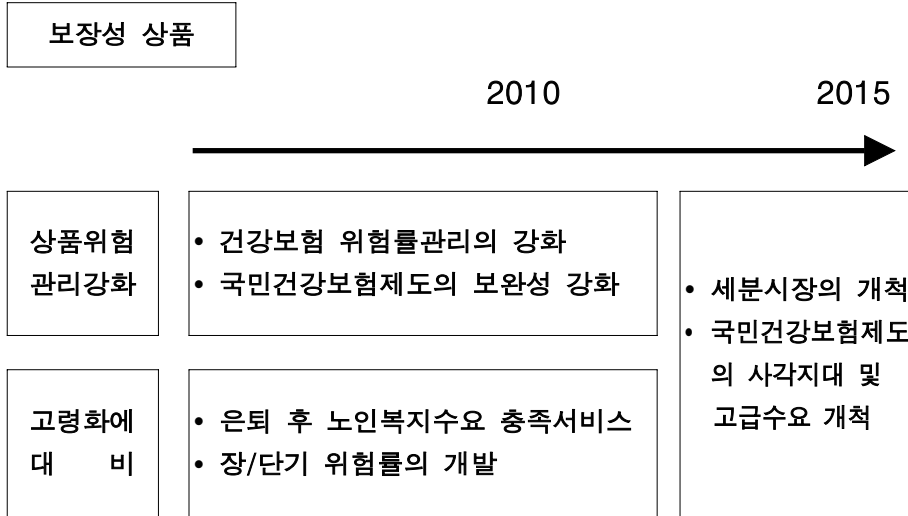 보장성 상품
2010 2015
상품위험
관리강화
• 건강보험 위험률관리의 강화
• 국민건강보험제도의 보완성 강화
• 세분시장의 개척
• 국민건강보험제도
의 사각지대 및
고급수요 개척
고령화에
대 비
• 은퇴 후 노인복지수요 충족서비스
• 장/단기 위험률의 개발